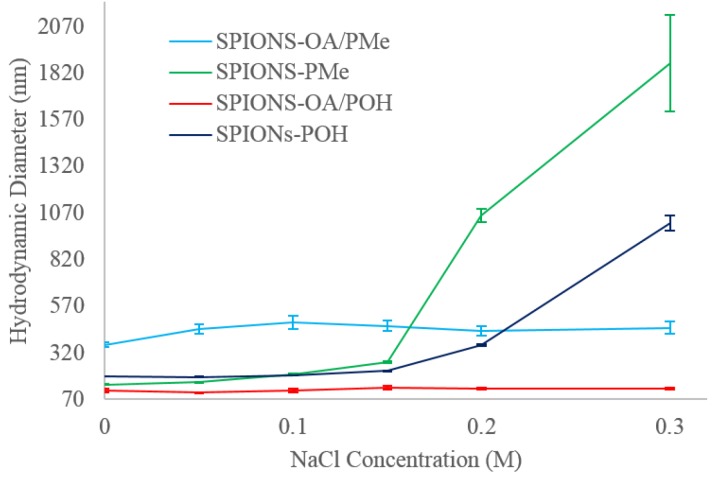 2070
1820
1570
1320
1070
820
570
320
70
Hydrodynamic Diameter (nm)
SPIONS-OA/PMe
SPIONS-PMe
SPIONS-OA/POH
SPIONs-POH
0 0.1 0.2 0.3
NaCl Concentration (M)